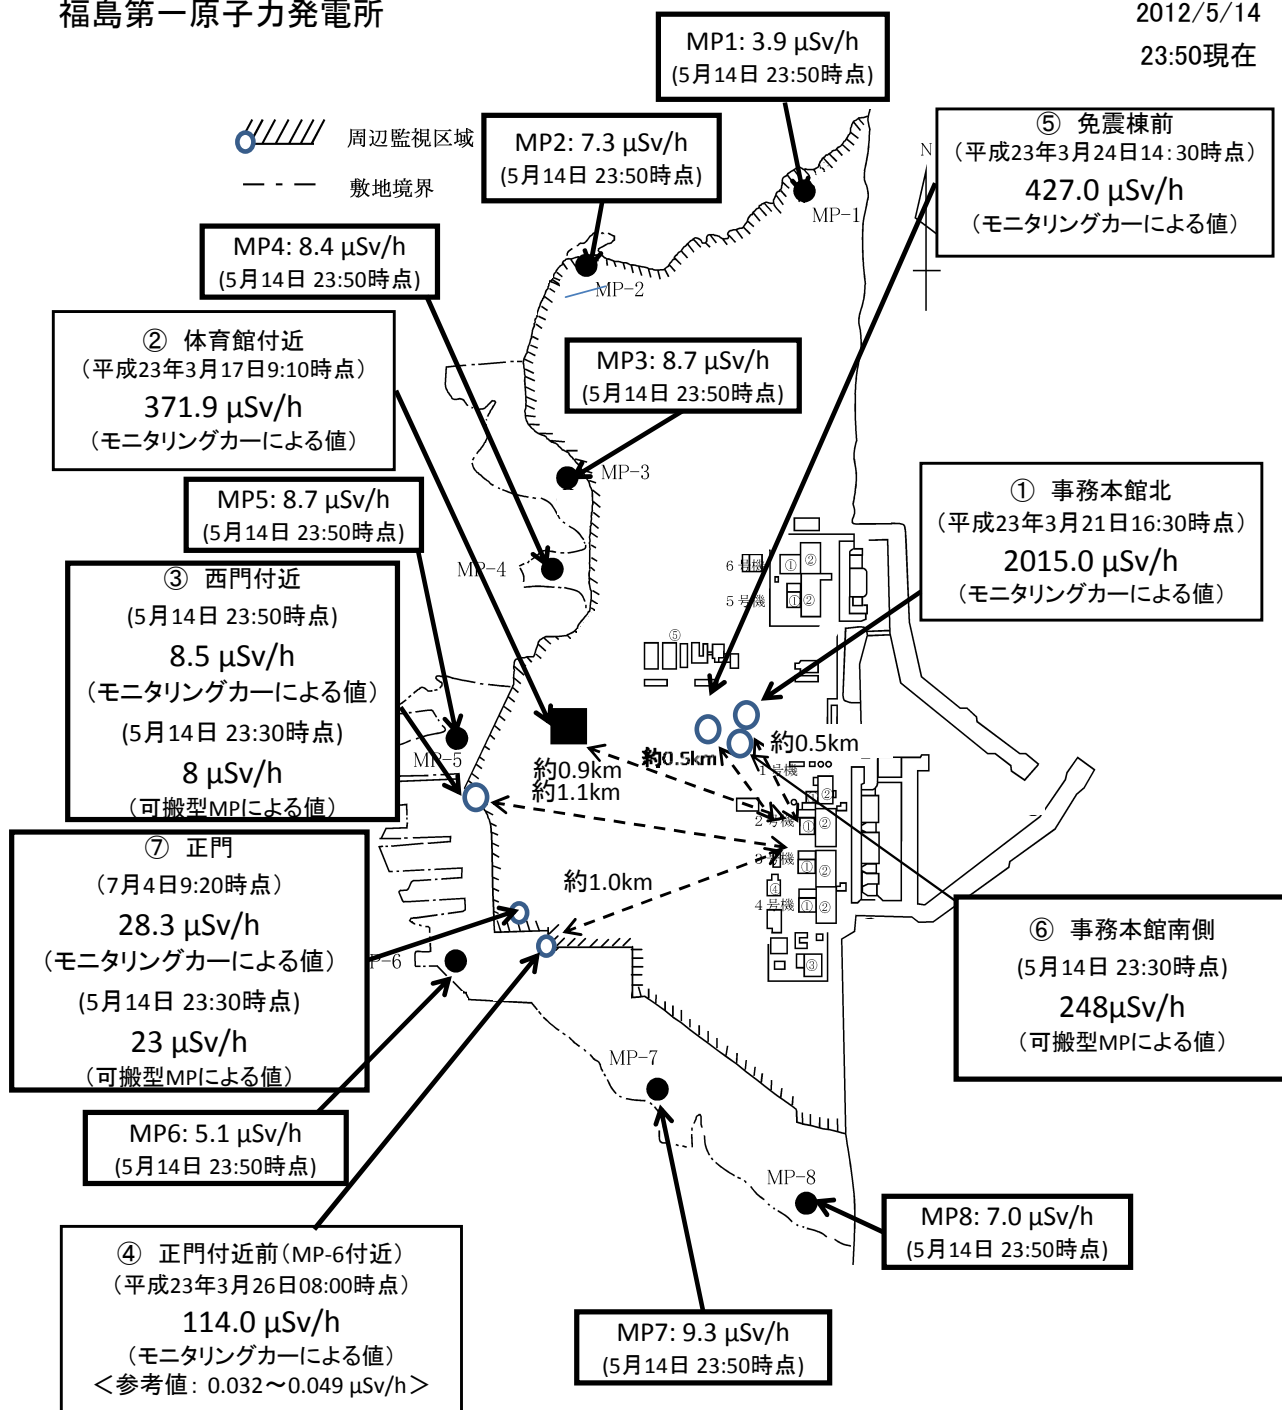 福島第一原子力発電所
2012/5/14
23:50現在
周辺監視区域
敷地境界
MP1: 3.9 μSv/h
(5月14日 23:50時点)
MP2: 7.3 μSv/h
(5月14日 23:50時点)
⑤ 免震棟前
(平成23年3月24日14:30時点)
427.0 μSv/h
(モニタリングカーによる値)
N
MP-1
MP4: 8.4 μSv/h
(5月14日 23:50時点)
MP-2
② 体育館付近
(平成23年3月17日9:10時点)
371.9 μSv/h
(モニタリングカーによる値)
MP3: 8.7 μSv/h
(5月14日 23:50時点)
MP-3
MP5: 8.7 μSv/h
(5月14日 23:50時点)
① 事務本館北
(平成23年3月21日16:30時点)
2015.0 μSv/h
(モニタリングカーによる値)
MP-4
③ 西門付近
(5月14日 23:50時点)
8.5 μSv/h
(モニタリングカーによる値)
(5月14日 23:30時点)
8 μSv/h
(可搬型MPによる値)
6号機
① ②
5号機
① ②
⑤
MP-5
約0.9km
約1.1km
約0.5km
約0.5km
1号機
②
2号機
① ②
3号機
① ②
④
4号機
① ②
③
約1.0km
⑦ 正門
(7月4日9:20時点)
28.3 μSv/h
(モニタリングカーによる値)
(5月14日 23:30時点)
23 μSv/h
(可搬型MPによる値)
P-6
⑥ 事務本館南側
(5月14日 23:30時点)
248μSv/h
(可搬型MPによる値)
MP-7
MP6: 5.1 μSv/h
(5月14日 23:50時点)
MP-8
MP8: 7.0 μSv/h
(5月14日 23:50時点)
④ 正門付近前(MP-6付近)
(平成23年3月26日08:00時点)
114.0 μSv/h
(モニタリングカーによる値)
<参考値: 0.032～0.049 μSv/h>
MP7: 9.3 μSv/h
(5月14日 23:50時点)